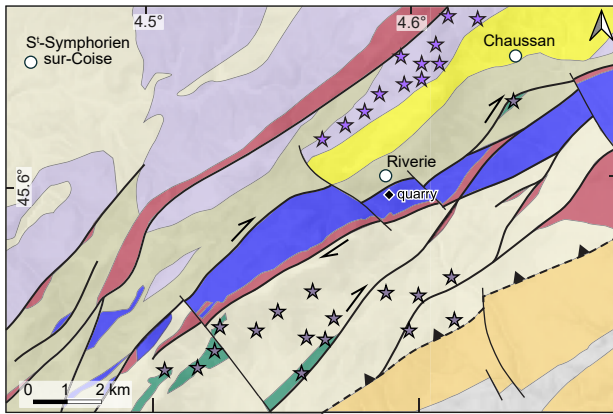 4.5°
4.6°
Sᵗ-Symphorien
sur-Coise
Chaussan
45.6°
Riverie
quarry
0 1 2 km